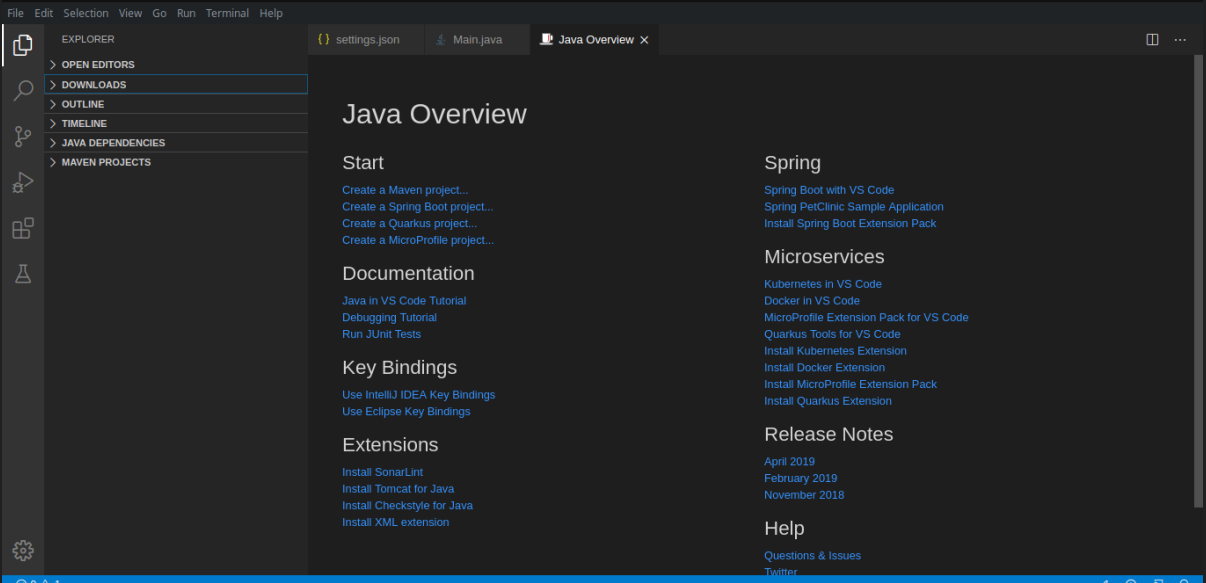 File Edit Selection View Go Run Terminal Help
EXPLORER
OPEN EDITORS
DOWNLOADS
OUTLINE
TIMELINE
JAVA DEPENDENCIES
MAVEN PROJECTS
{ } settings.json Main.java Java Overview
Java Overview
Start
Create a Maven project...
Create a Spring Boot project...
Create a Quarkus project...
Create a MicroProfile project...
Documentation
Java in VS Code Tutorial
Debugging Tutorial
Run JUnit Tests
Key Bindings
Use IntelliJ IDEA Key Bindings
Use Eclipse Key Bindings
Extensions
Install SonarLint
Install Tomcat for Java
Install Checkstyle for Java
Install XML extension
Spring
Spring Boot with VS Code
Spring PetClinic Sample Application
Install Spring Boot Extension Pack
Microservices
Kubernetes in VS Code
Docker in VS Code
MicroProfile Extension Pack for VS Code
Quarkus Tools for VS Code
Install Kubernetes Extension
Install Docker Extension
Install MicroProfile Extension Pack
Install Quarkus Extension
Release Notes
April 2019
February 2019
November 2018
Help
Questions & Issues
Twitter